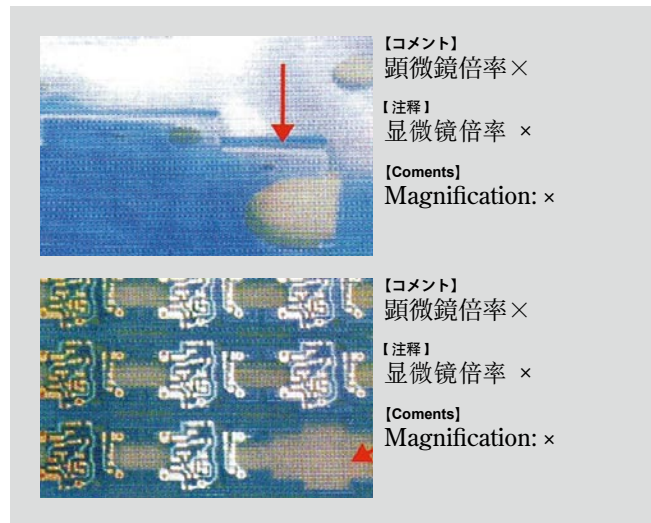 【コメント】
顕微鏡倍率×
【注釈】
显微镜倍率 ×
【Coments】
Magnification: ×
【コメント】
顕微鏡倍率×
【注释】
显微镜倍率 ×
【Coments】
Magnification: ×